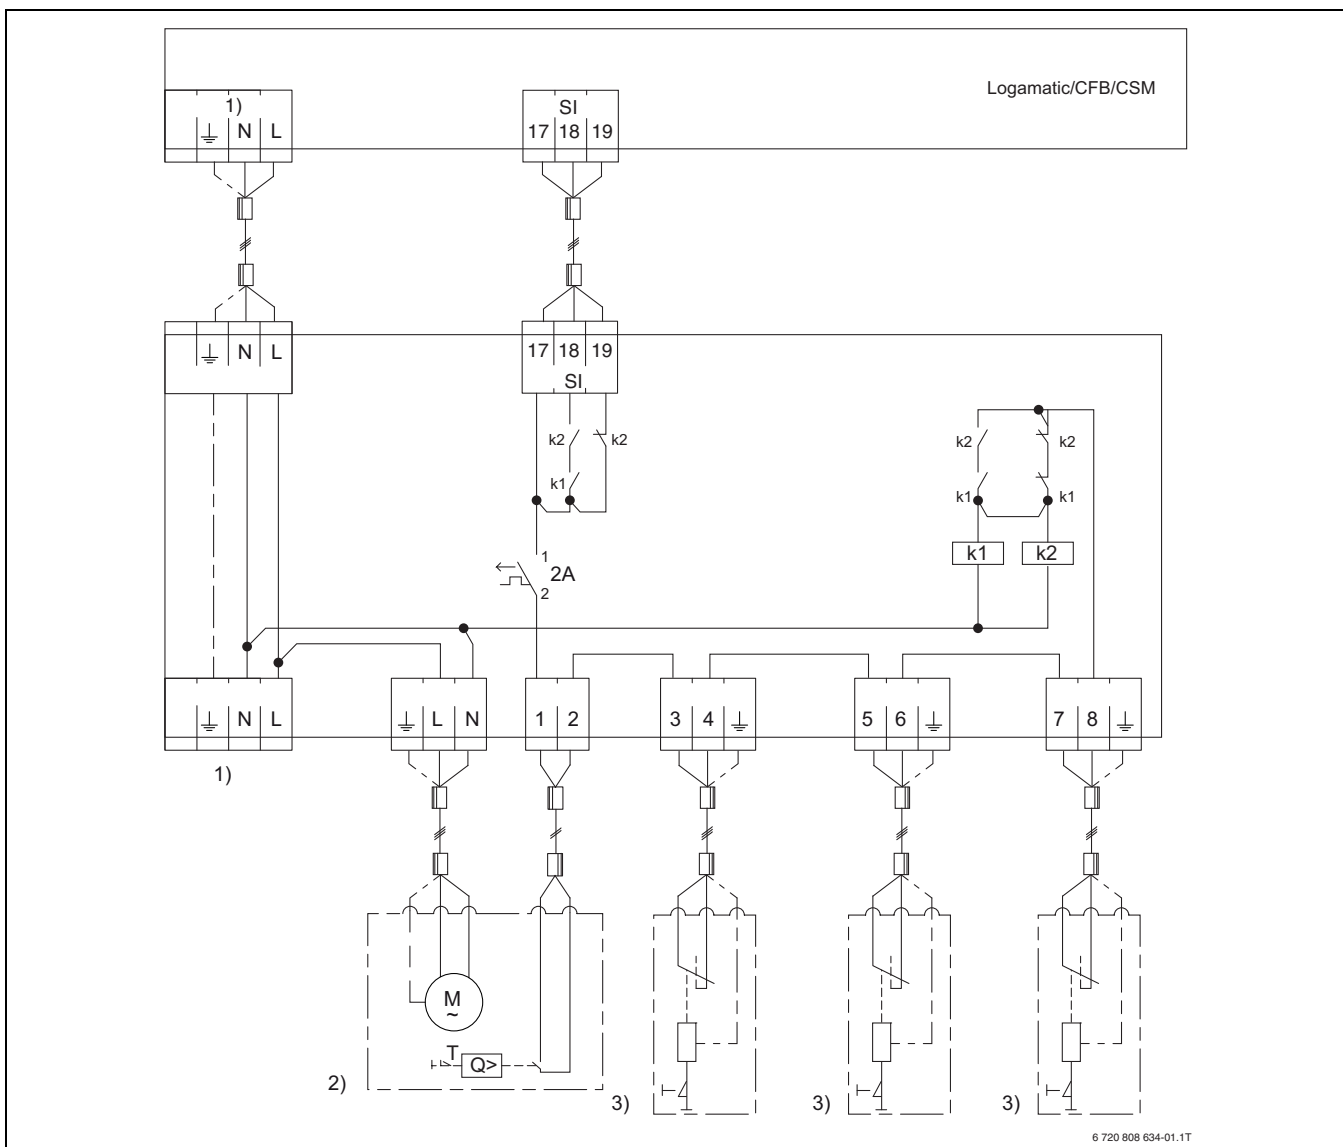 Logamatic/CFB/CSM
1)
N L
SI
17 18 19
N L
17 18 19
SI
k2 k2
k1
k2 k2
k1 k1
k1 k2
1
2A
2
N L
L N
1 2
3 4
5 6
7 8
1)
M
~
T
Q>
2)
3)
3)
3)
6 720 808 634-01.1T